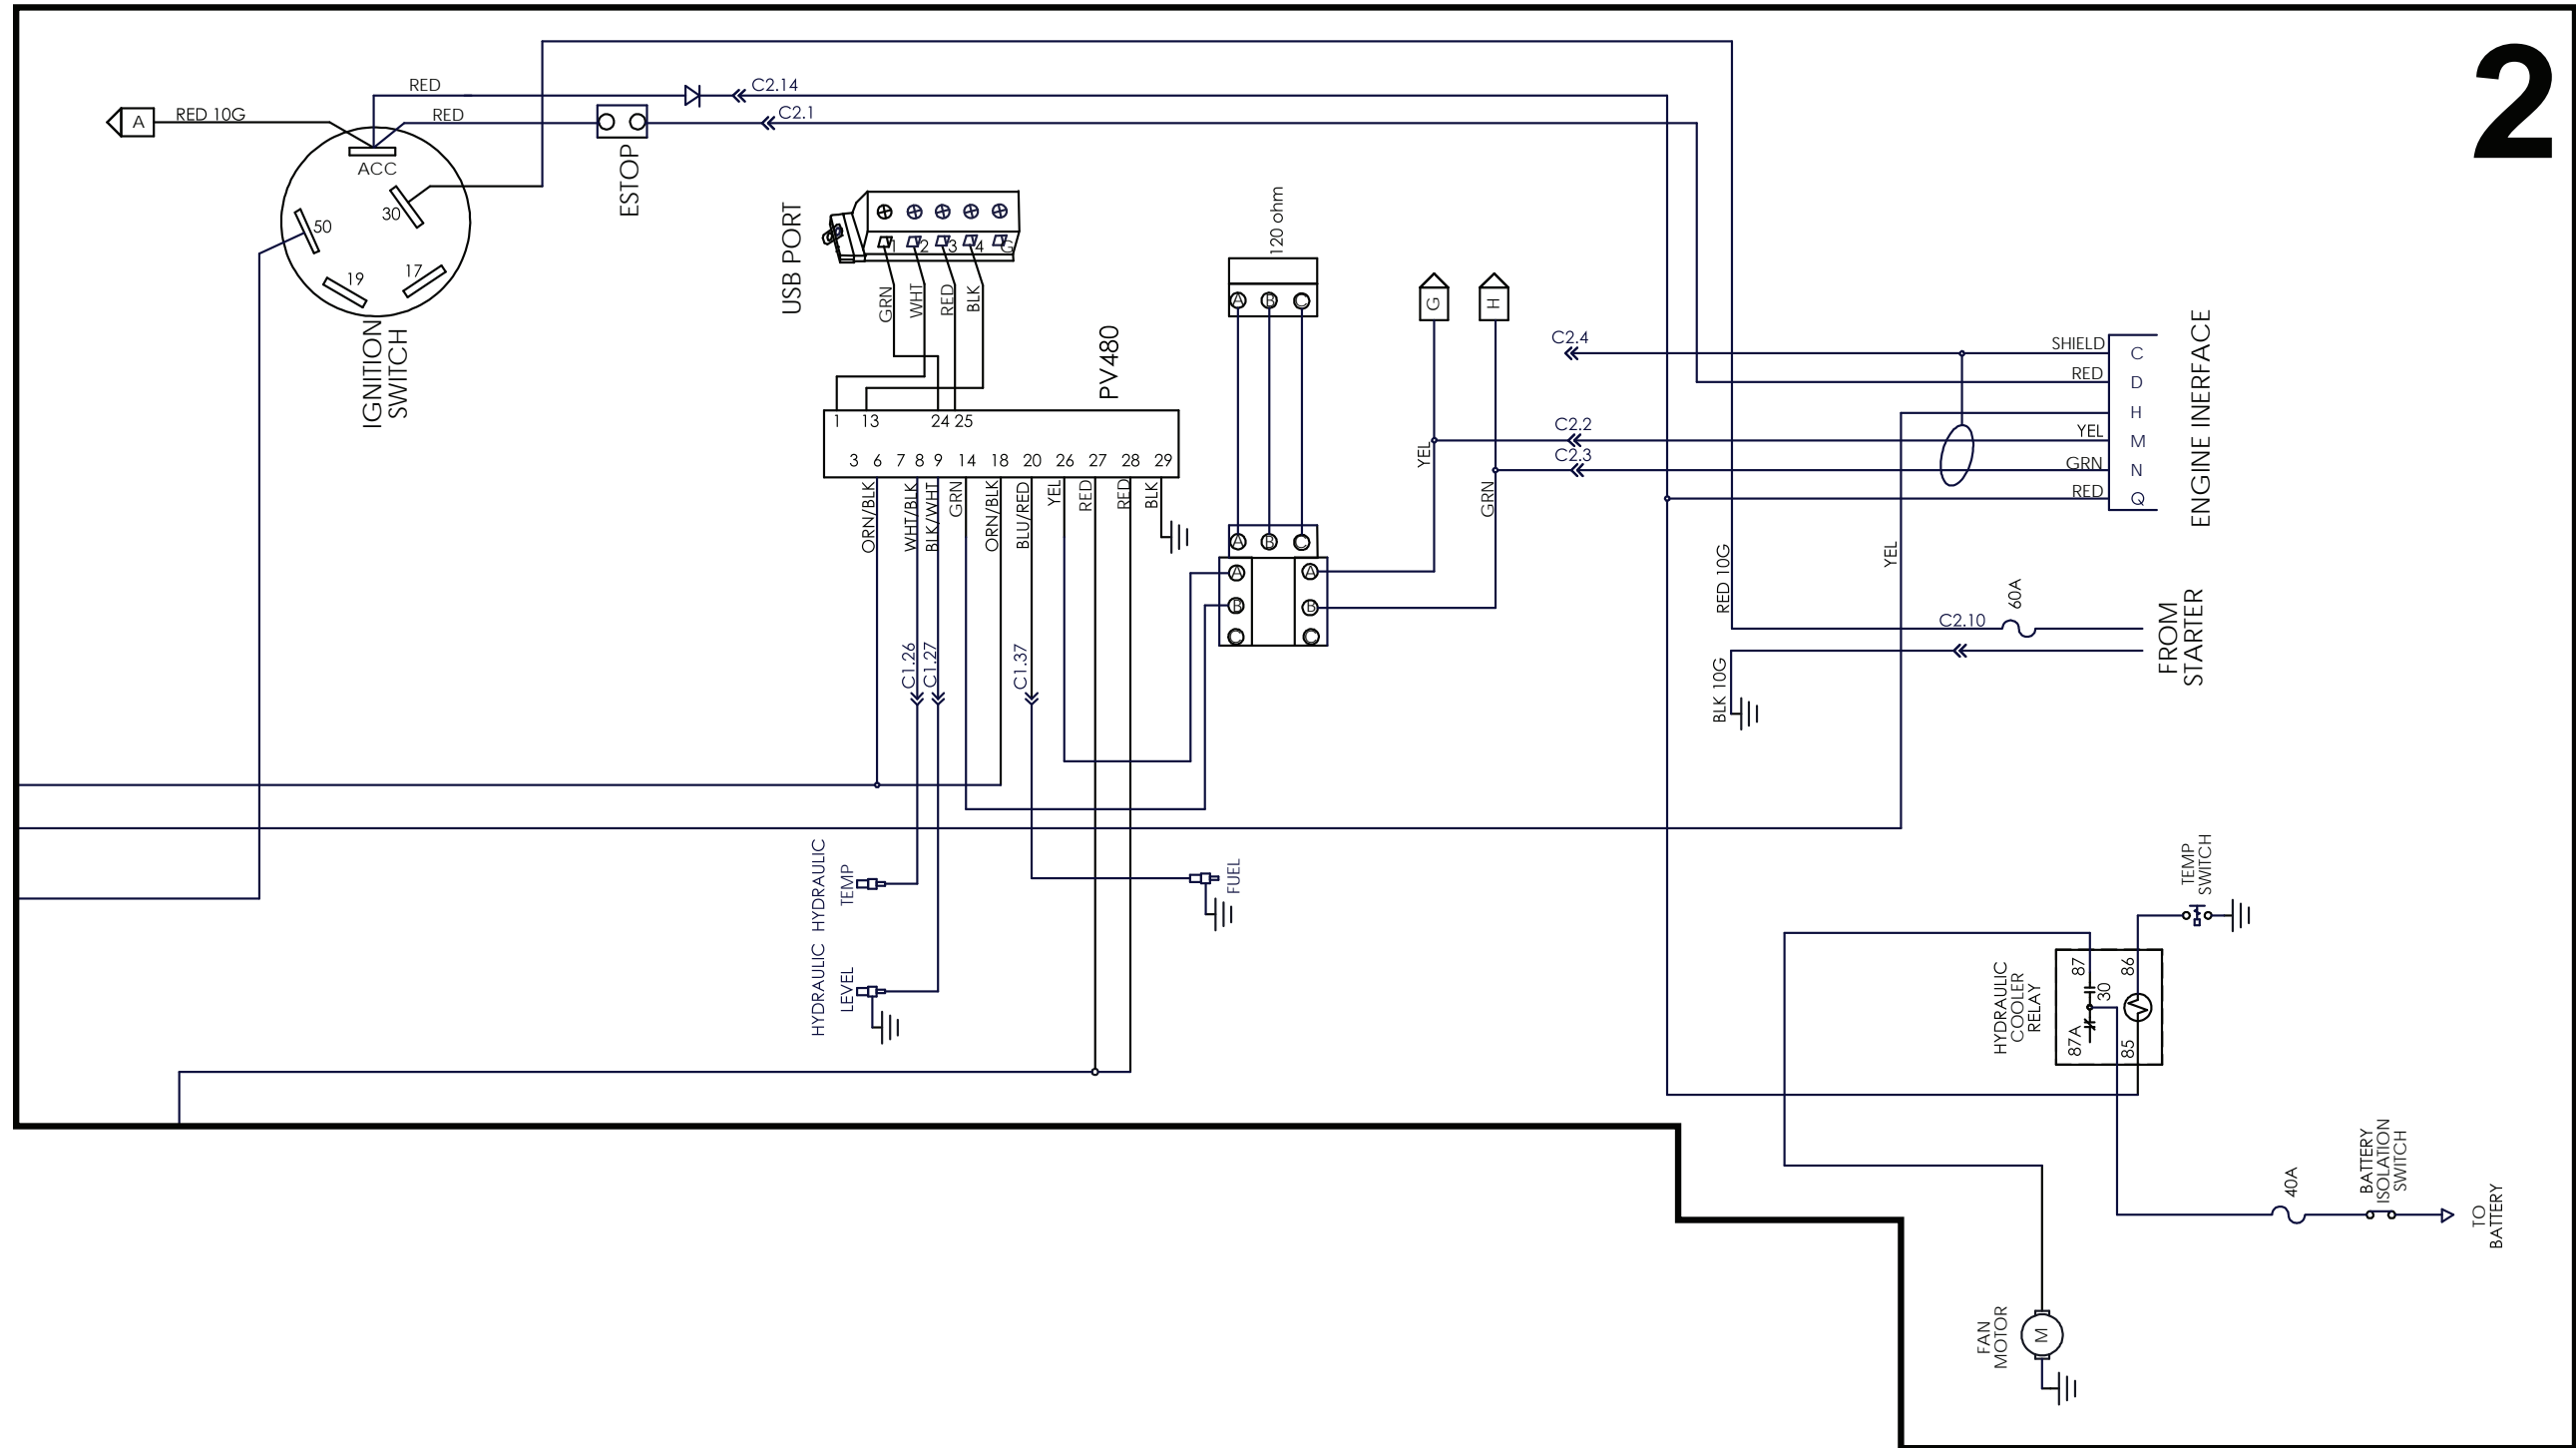 2
RED
C2.14
A
RED 10G
RED
C2.1
ACC
ESTOP
30
50
19
17
IGNITION
SWITCH
USB PORT
1 2 3 4 G
GRN
WHT
RED
BLK
PV480
1 13 24 25
3 6 7 8 9 14 18 20 26 27 28 29
ORN/BLK
WHT/BLK
BLK/WHT
GRN
ORN/BLK
BLU/RED
YEL
RED
RED
BLK
C1.26
C1.27
C1.37
120 ohm
A B C
A B C
A
B
C
A
B
C
G
H
YEL
GRN
C2.4
C2.2
C2.3
SHIELD
RED
YEL
GRN
RED
C
D
H
M
N
Q
ENGINE INERFACE
YEL
RED 10G
C2.10
60A
FROM
STARTER
BLK 10G
HYDRAULIC
TEMP
HYDRAULIC
LEVEL
FUEL
TEMP
SWITCH
HYDRAULIC
COOLER
RELAY
87
86
30
87A
85
40A
BATTERY
ISOLATION
SWITCH
TO
BATTERY
FAN
MOTOR
M